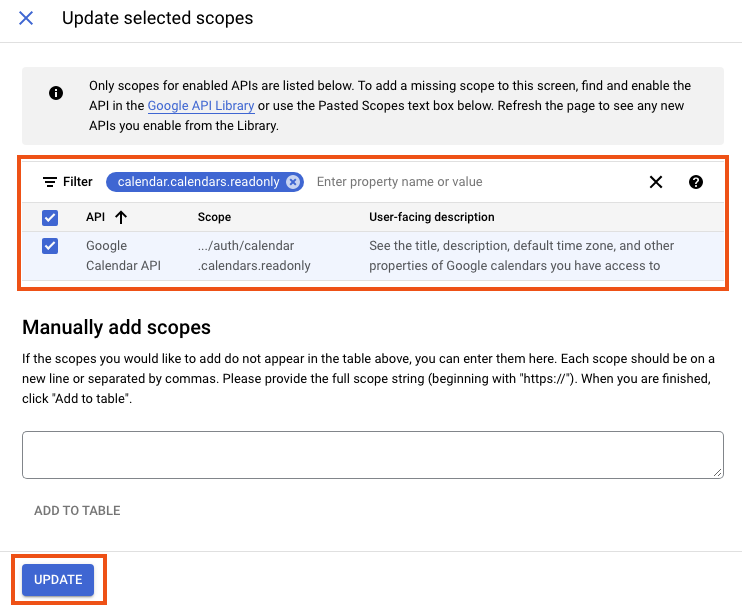 Update selected scopes
Only scopes for enabled APIs are listed below. To add a missing scope to this screen, find and enable the
API in the Google API Library or use the Pasted Scopes text box below. Refresh the page to see any new
APIs you enable from the Library.
Filter calendar.calendars.readonly Enter property name or value
API Scope User-facing description
Google .../auth/calendar See the title, description, default time zone, and other
Calendar API .calendars.readonly properties of Google calendars you have access to
Manually add scopes
If the scopes you would like to add do not appear in the table above, you can enter them here. Each scope should be on a
new line or separated by commas. Please provide the full scope string (beginning with "https://"). When you are finished,
click "Add to table".
ADD TO TABLE
UPDATE